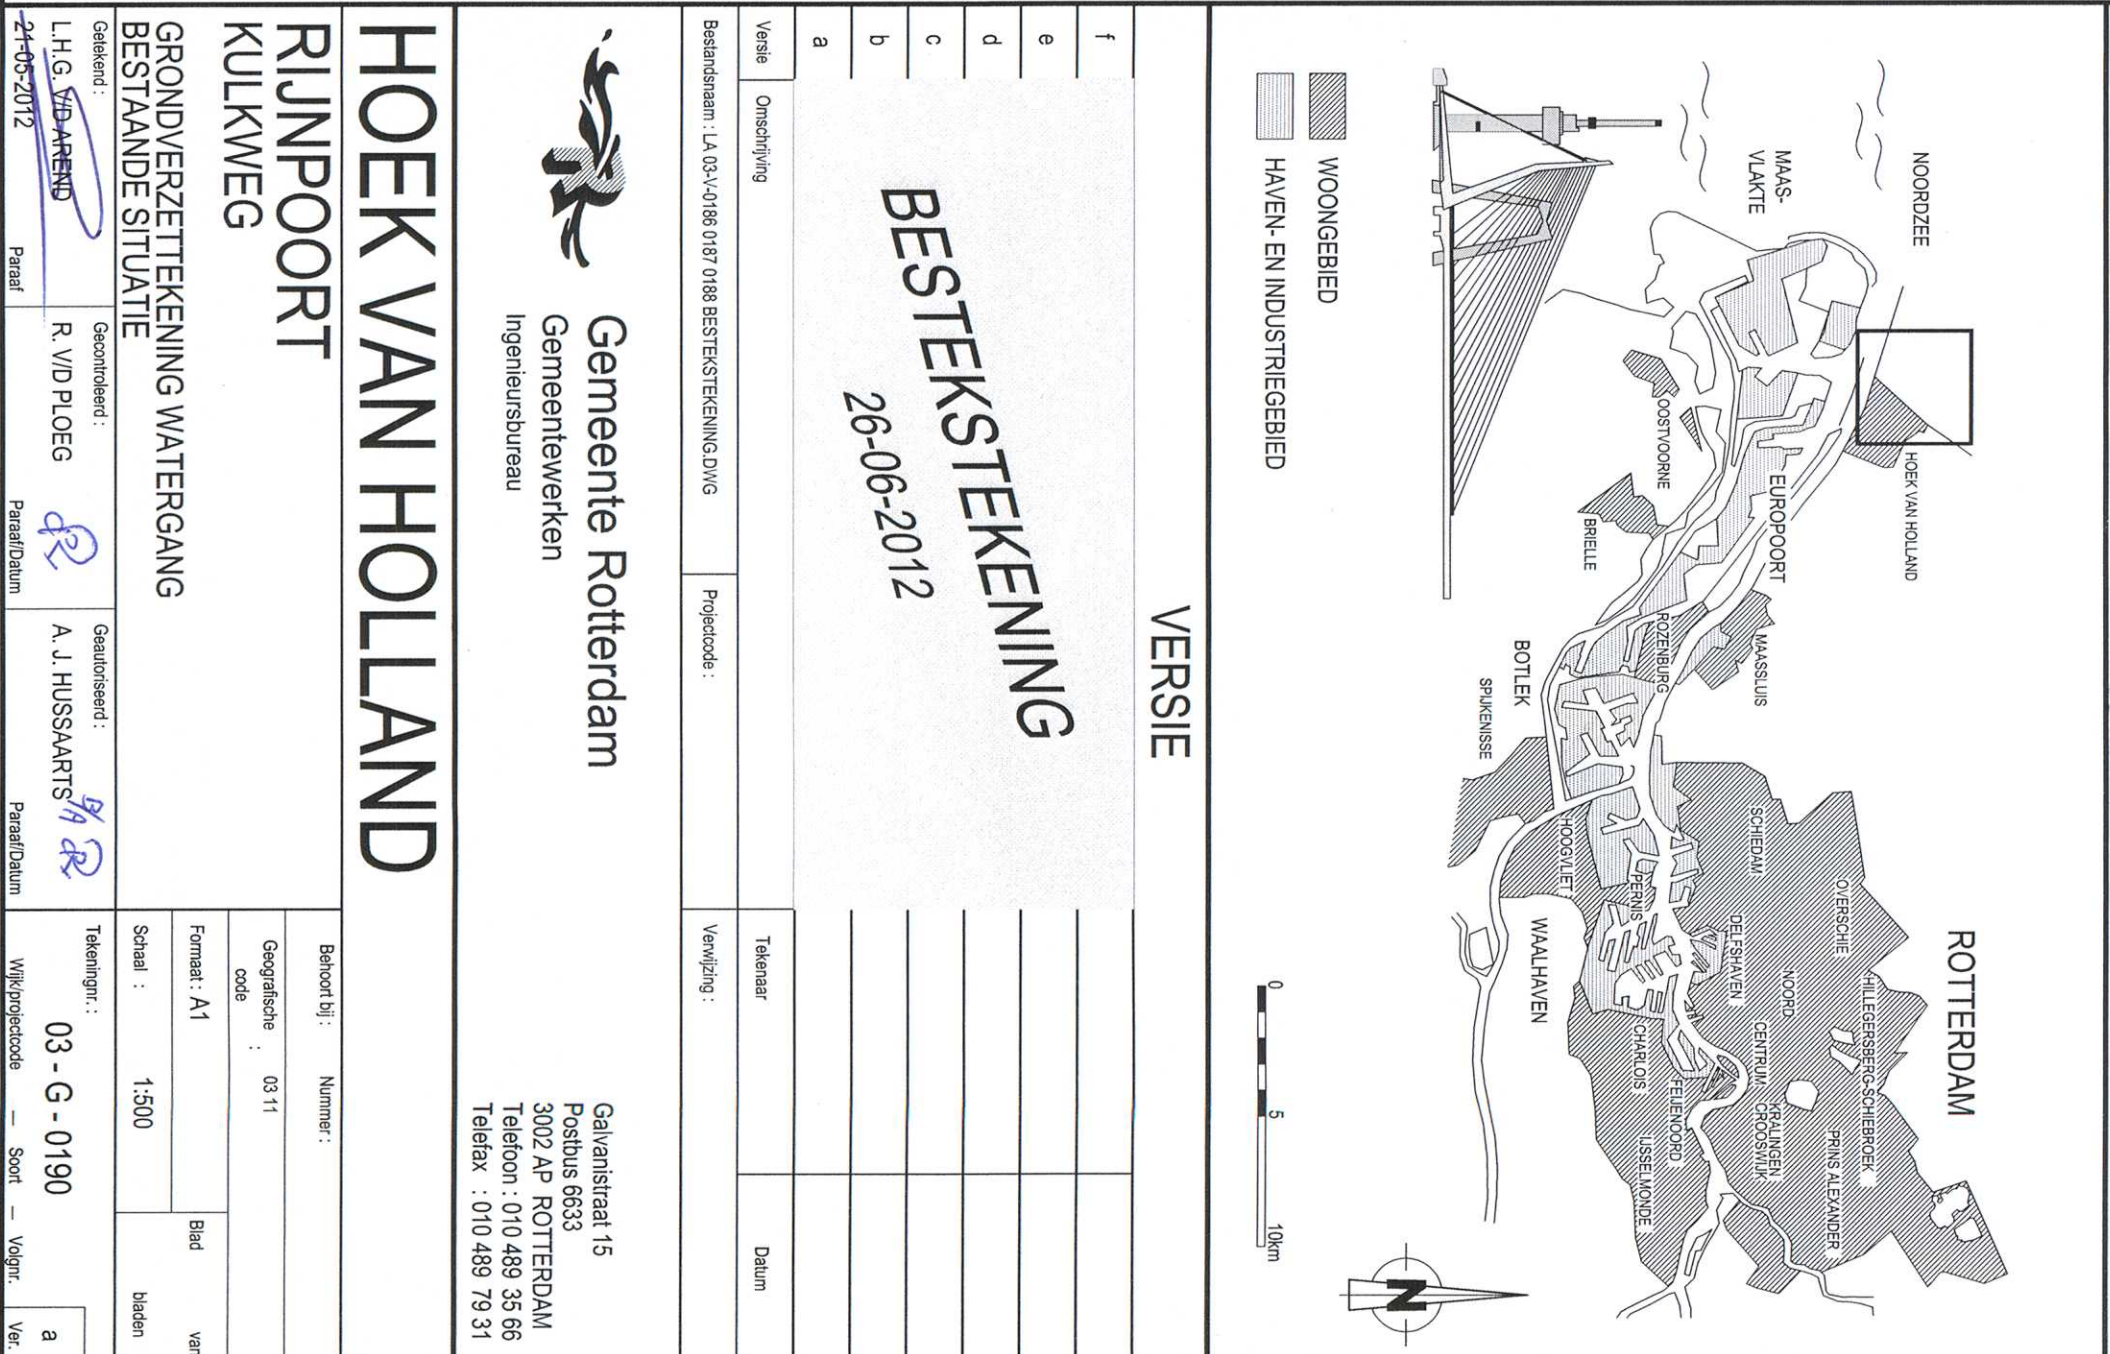 ROTTERDAM
NOORDZEE
MAAS-
VLAKTE
HOEK VAN HOLLAND
OOSTVOORNE
EUROPOORT
BRIELLE
MAASSLUIS
ROZENBURG
BOTLEK
SPIJKENISSE
SCHIEDAM
OVERSCHIE
HILLEGERSBERG-SCHIEBROEK
HOOGVLIET
PERNIS
DELFSHAVEN
NOORD
CENTRUM
KRALINGEN
CROOSWIJK
PRINS ALEXANDER
WAALHAVEN
CHARLOIS
FEIJENOORD
IJSSELMONDE
WOONGEBIED
HAVEN- EN INDUSTRIEGEBIED
0 5 10km
N
VERSIE
f
e
d
c
b
a
BESTEKSTEKENING
26-06-2012
Versie Omschrijving Tekenaar Datum
Bestandsnaam : LA 03-V-0186 0187 0188 BESTEKSTEKENING.DWG Projectcode : Verwijzing :
R
Gemeente Rotterdam
Gemeentewerken
Ingenieursbureau
Galvanistraat 15
Postbus 6633
3002 AP ROTTERDAM
Telefoon : 010 489 35 66
Telefax : 010 489 79 31
HOEK VAN HOLLAND
RIJNPOORT
KULKWEG
GRONDVERZETTEKENING WATERGANG
BESTAANDE SITUATIE
Behoort bij : Nummer :
Geografische code : 03 11
Formaat : A1 Blad van bladen
Schaal : 1:500
Getekend :
L.H.G. V/D AREND
21-05-2012 Paraaf
Gecontroleerd :
R. V/D PLOEG
Paraaf/Datum
Geautoriseerd :
A. J. HUSSAARTS
Paraaf/Datum
Tekeningnr. :
03 - G - 0190 a
Wijk/projectcode — Soort — Volgnr. Ver.